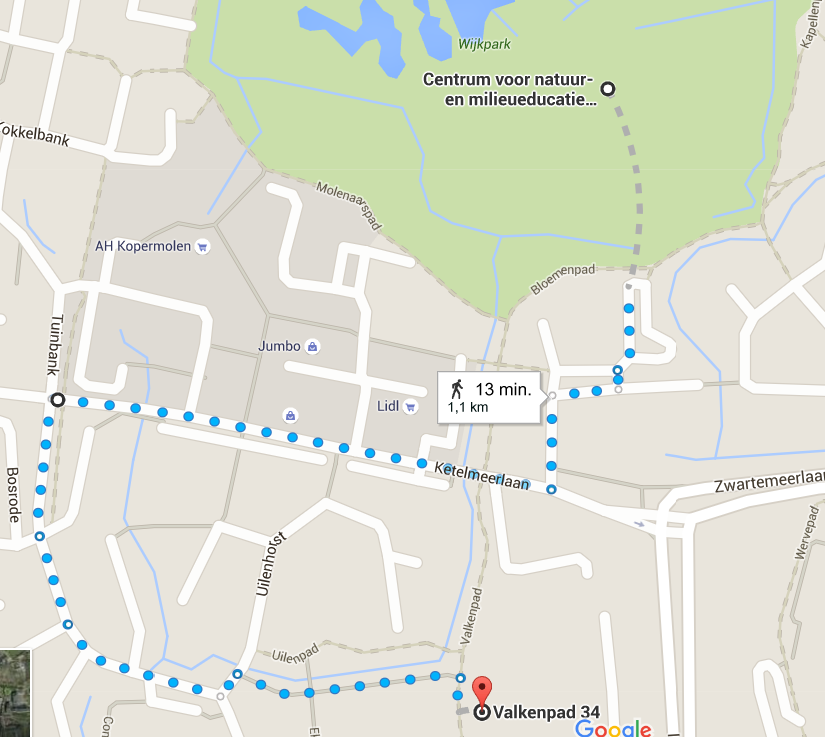 Wijkpark
Kapellenp
Centrum voor natuur-
en milieueducatie...
Kokkelbank
Molenaarspad
AH Kopermolen
Bloemenpad
Tuinbank
Jumbo
13 min.
1,1 km
Lidl
Ketelmeerlaan
Zwartemeerlaan
Bosrode
Wervepad
Uilenhorst
Valkenpad
Uilenpad
Valkenpad 34
Google